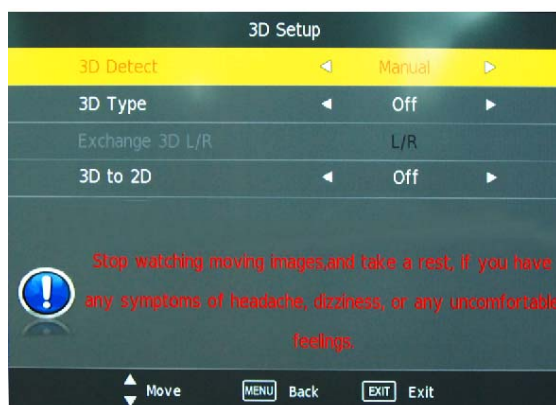 3D Setup
3D Detect Manual
3D Type Off
Exchange 3D L/R L/R
3D to 2D Off
Stop watching moving images,and take a rest, if you have
any symptoms of headache, dizziness, or any uncomfortable
feelings.
Move MENU Back EXIT Exit